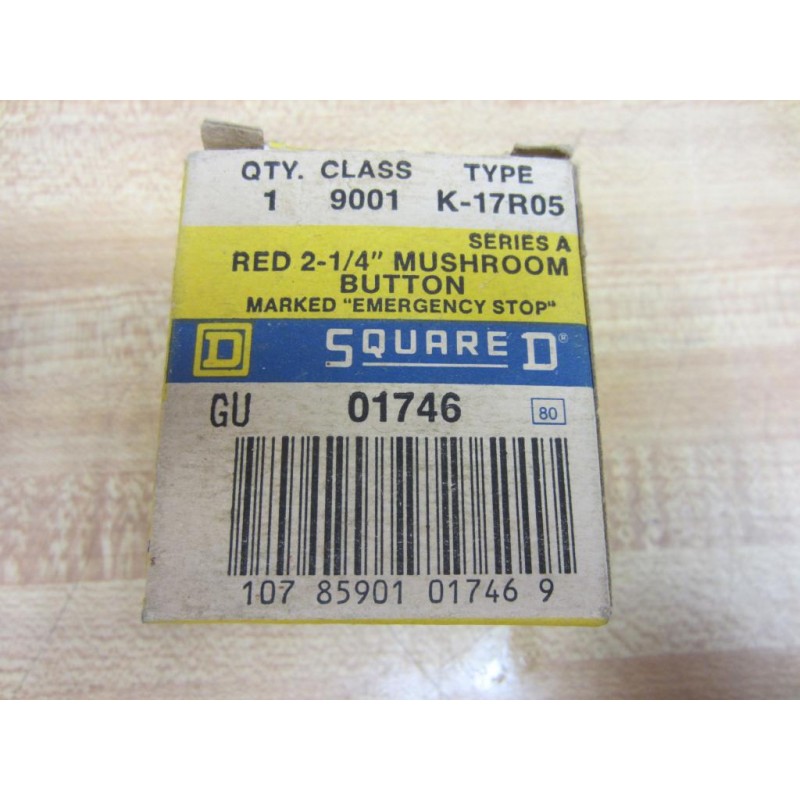 QTY. CLASS TYPE
1 9001 K-17R05
SERIES A
RED 2-1/4" MUSHROOM
BUTTON
MARKED "EMERGENCY STOP"
D SQUARE D®
GU 01746 80
107 85901 01746 9